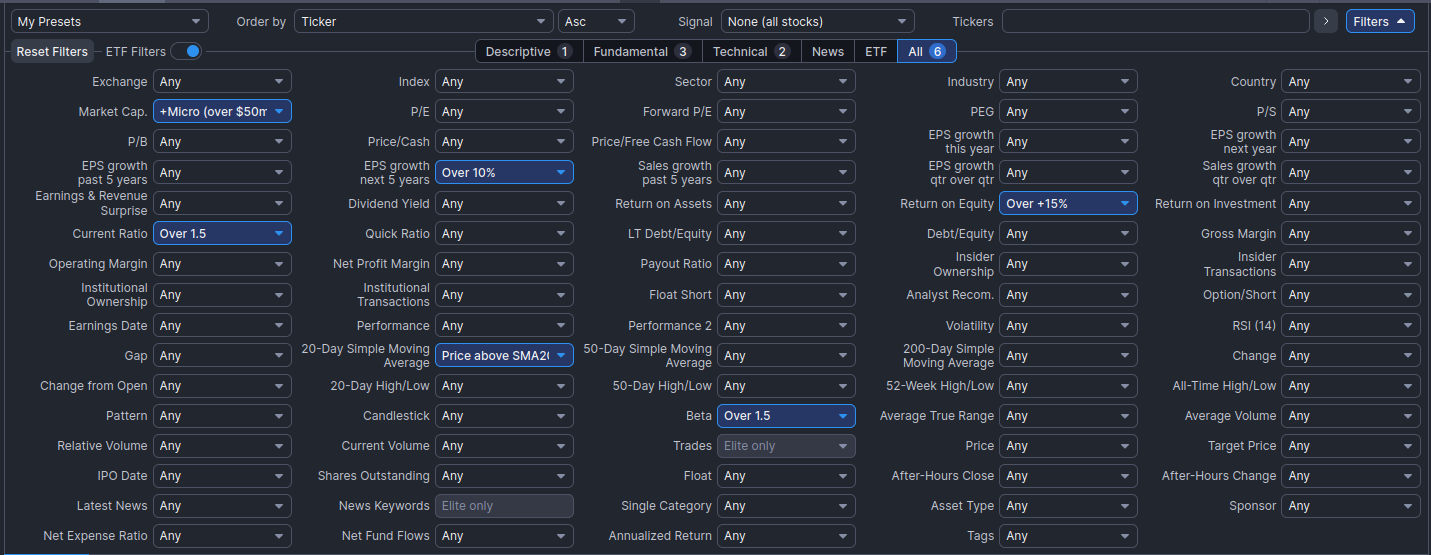 My Presets Order by Ticker Asc Signal None (all stocks) Tickers Filters
Reset Filters ETF Filters Descriptive 1 Fundamental 3 Technical 2 News ETF All 6
Exchange Any Index Any Sector Any Industry Any Country Any
Market Cap. +Micro (over $50m P/E Any Forward P/E Any PEG Any P/S Any
P/B Any Price/Cash Any Price/Free Cash Flow Any EPS growth this year Any EPS growth next year Any
EPS growth past 5 years Any EPS growth next 5 years Over 10% Sales growth past 5 years Any EPS growth qtr over qtr Any Sales growth qtr over qtr Any
Earnings & Revenue Surprise Any Dividend Yield Any Return on Assets Any Return on Equity Over +15% Return on Investment Any
Current Ratio Over 1.5 Quick Ratio Any LT Debt/Equity Any Debt/Equity Any Gross Margin Any
Operating Margin Any Net Profit Margin Any Payout Ratio Any Insider Ownership Any Insider Transactions Any
Institutional Ownership Any Institutional Transactions Any Float Short Any Analyst Recom. Any Option/Short Any
Earnings Date Any Performance Any Performance 2 Any Volatility Any RSI (14) Any
Gap Any 20-Day Simple Moving Average Price above SMA20 50-Day Simple Moving Average Any 200-Day Simple Moving Average Any Change Any
Change from Open Any 20-Day High/Low Any 50-Day High/Low Any 52-Week High/Low Any All-Time High/Low Any
Pattern Any Candlestick Any Beta Over 1.5 Average True Range Any Average Volume Any
Relative Volume Any Current Volume Any Trades Elite only Price Any Target Price Any
IPO Date Any Shares Outstanding Any Float Any After-Hours Close Any After-Hours Change Any
Latest News Any News Keywords Elite only Single Category Any Asset Type Any Sponsor Any
Net Expense Ratio Any Net Fund Flows Any Annualized Return Any Tags Any